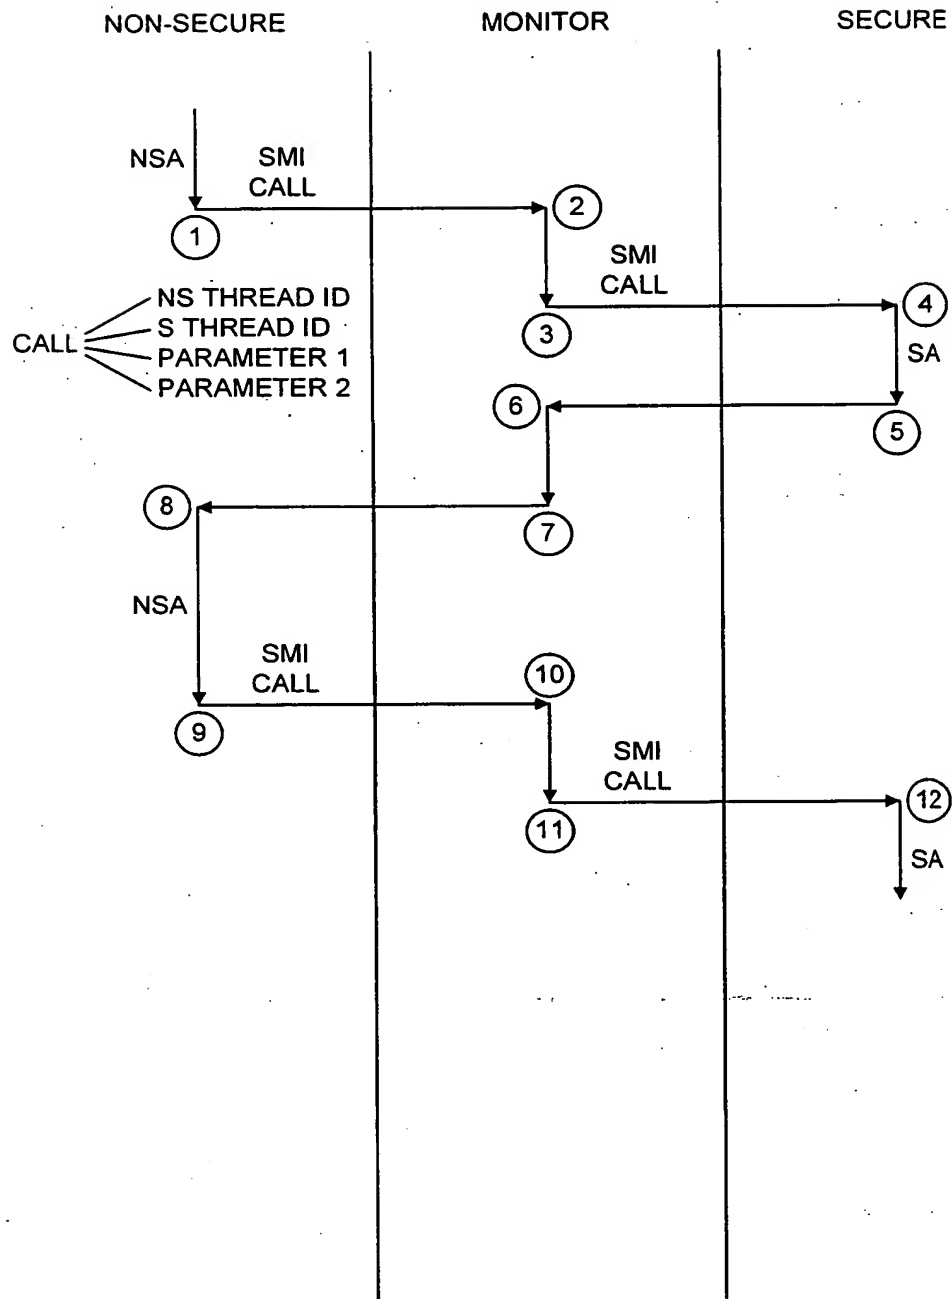 NON-SECURE
MONITOR
SECURE
NSA
SMI
CALL
2
1
SMI
CALL
NS THREAD ID
S THREAD ID
CALL
PARAMETER 1
PARAMETER 2
3
4
SA
6
5
8
7
NSA
SMI
CALL
10
9
SMI
CALL
12
11
SA